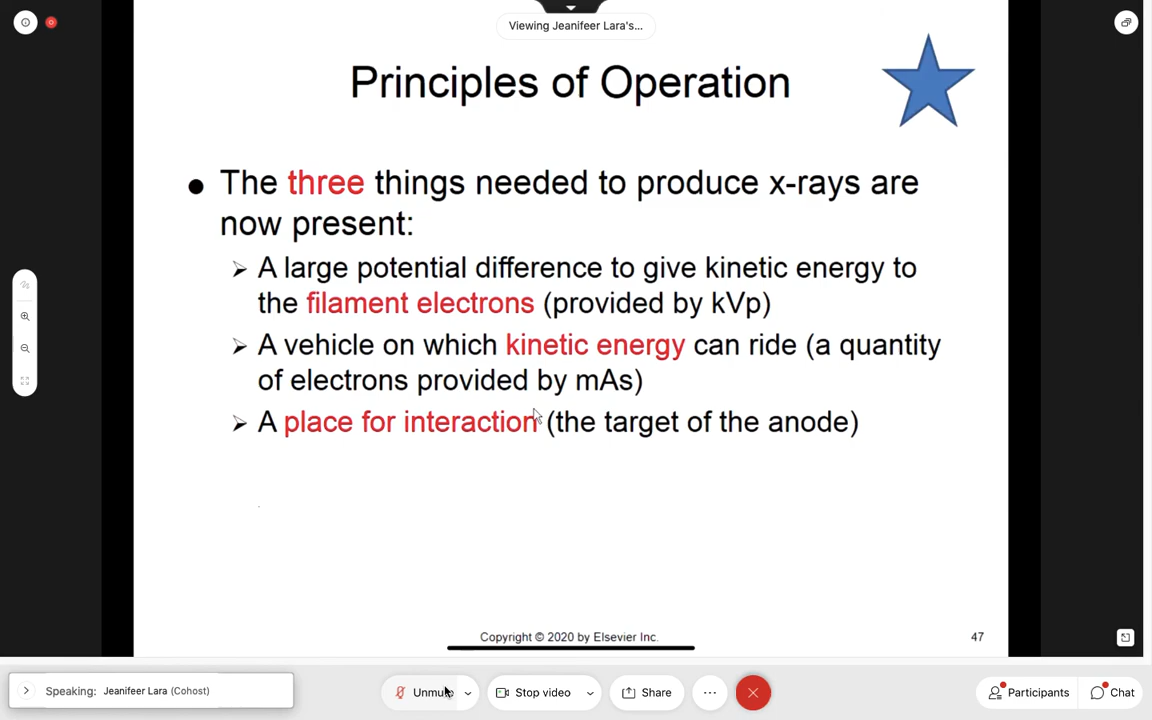 Viewing Jeanifeer Lara's...
Principles of Operation
The three things needed to produce x-rays are
now present:
A large potential difference to give kinetic energy to
the filament electrons (provided by kVp)
A vehicle on which kinetic energy can ride (a quantity
of electrons provided by mAs)
A place for interaction (the target of the anode)
Copyright © 2020 by Elsevier Inc.
47
Speaking: Jeanifeer Lara (Cohost)
Unmute
Stop video
Share
Participants
Chat